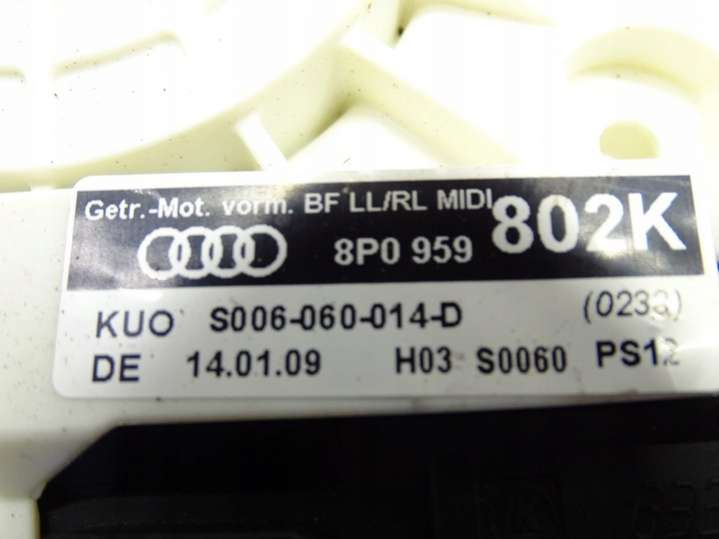 Getr.-Mot. vorm. BF LL/RL MIDI
8P0 959 802K
KUO S006-060-014-D (0233)
DE 14.01.09 H03 S0060 PS12